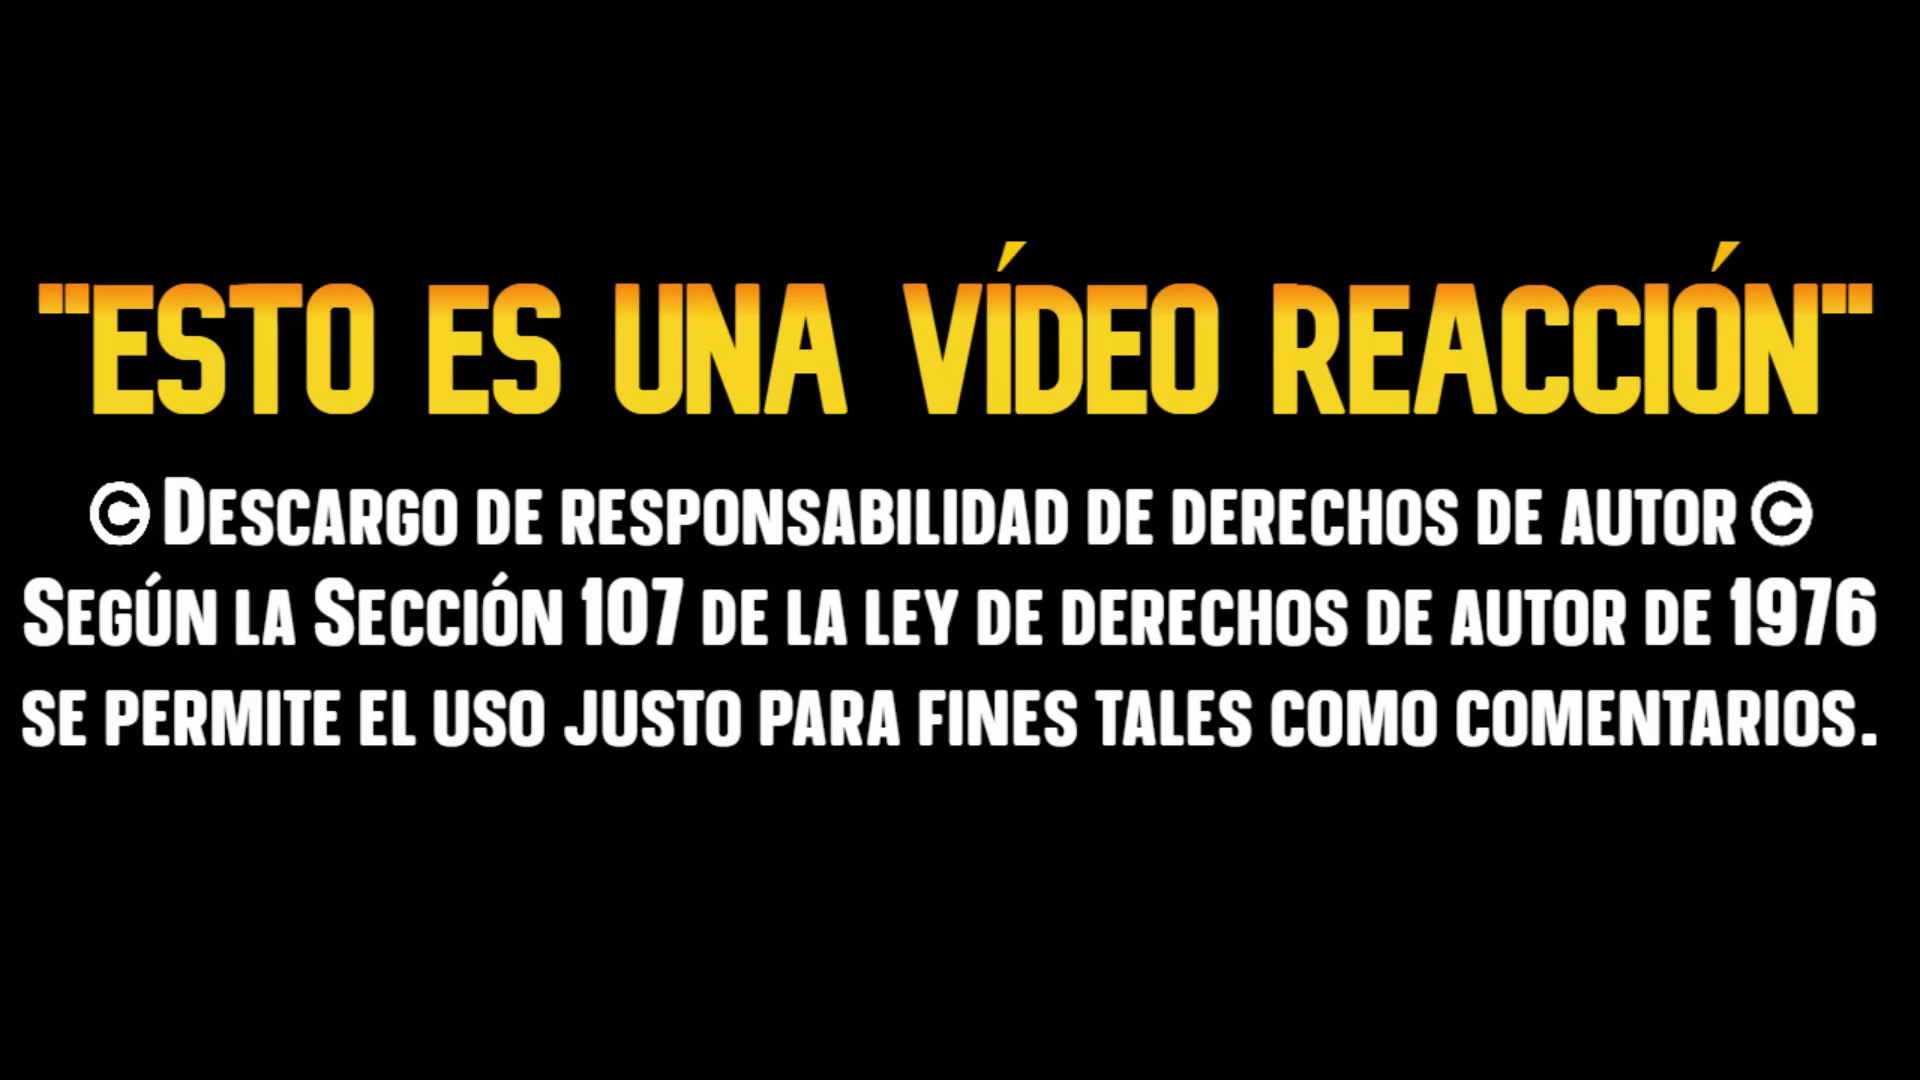 "ESTO ES UNA VÍDEO REACCIÓN"
© DESCARGO DE RESPONSABILIDAD DE DERECHOS DE AUTOR ©
SEGÚN LA SECCIÓN 107 DE LA LEY DE DERECHOS DE AUTOR DE 1976
SE PERMITE EL USO JUSTO PARA FINES TALES COMO COMENTARIOS.